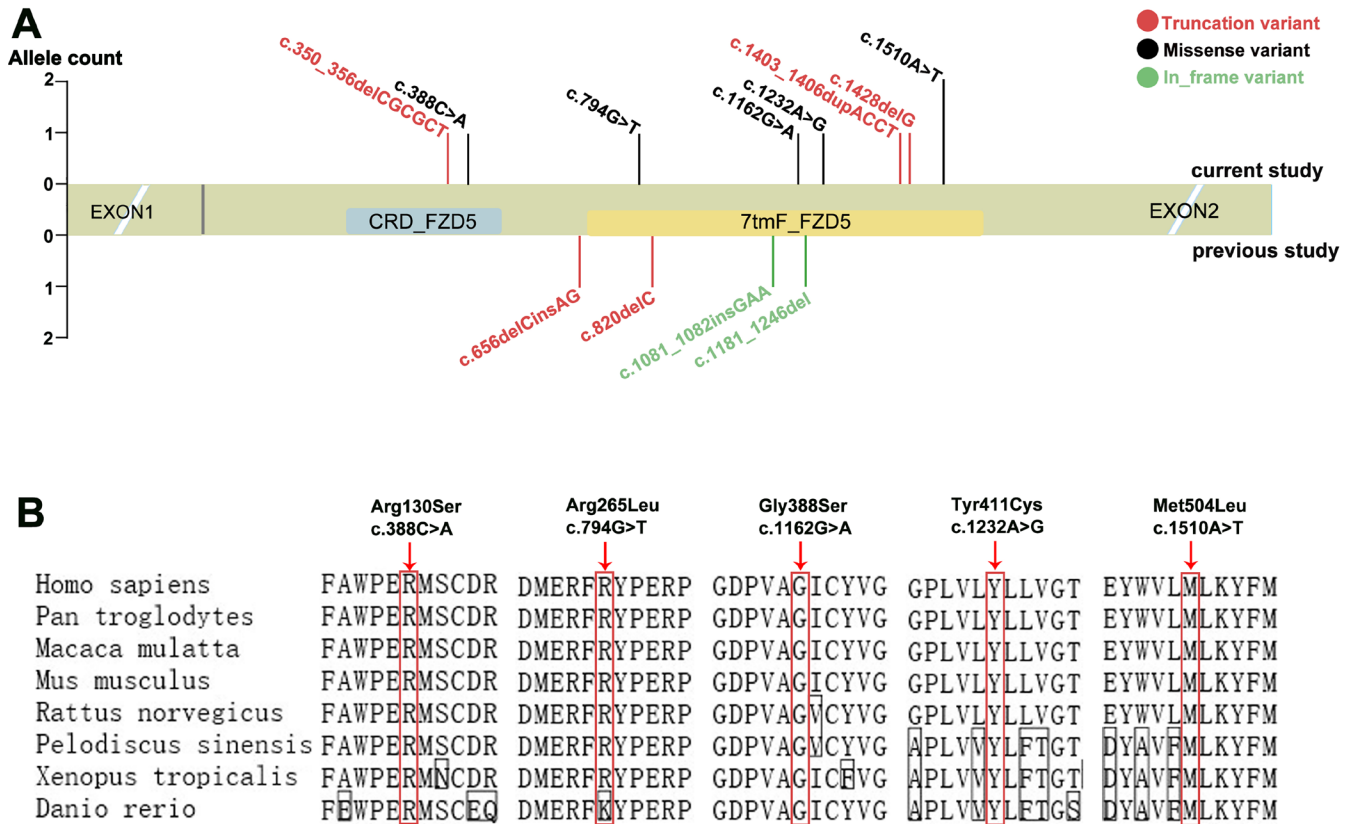 A
Allele count
2
1
0
0
1
2
c.350_356delCGCGCT
c.388C>A
c.794G>T
c.1162G>A
c.1232A>G
c.1403_1406dupACCT
c.1428delG
c.1510A>T
Truncation variant
Missense variant
In_frame variant
current study
EXON1
CRD_FZD5
7tmF_FZD5
EXON2
previous study
c.656delCinsAG
c.820delC
c.1081_1082insGAA
c.1181_1246del
B
Arg130Ser Arg265Leu Gly388Ser Tyr411Cys Met504Leu
c.388C>A c.794G>T c.1162G>A c.1232A>G c.1510A>T
Homo sapiens FAWPERMSCDR DMERFRYPERP GDPVAGICYVG GPLVLYLLVGT EYWVLMLKYFM
Pan troglodytes FAWPERMSCDR DMERFRYPERP GDPVAGICYVG GPLVLYLLVGT EYWVLMLKYFM
Macaca mulatta FAWPERMSCDR DMERFRYPERP GDPVAGICYVG GPLVLYLLVGT EYWVLMLKYFM
Mus musculus FAWPERMSCDR DMERFRYPERP GDPVAGICYVG GPLVLYLLVGT EYWVLMLKYFM
Rattus norvegicus FAWPERMSCDR DMERFRYPERP GDPVAGVCYVG GPLVLYLLVGT EYWVLMLKYFM
Pelodiscus sinensis FAWPERMSCDR DMERFRYPERP GDPVAGVCYVG APLVVYLFTGT DYAVFMLKYFM
Xenopus tropicalis FAWPERMNCDR DMERFRYPERP GDPVAGICFVG APLVVYLFTGT DYAVFMLKYFM
Danio rerio FEWPERMSCEQ DMERFKYPERP GDPVAGICYVG APLVVYLFTGS DYAVFMLKYFM